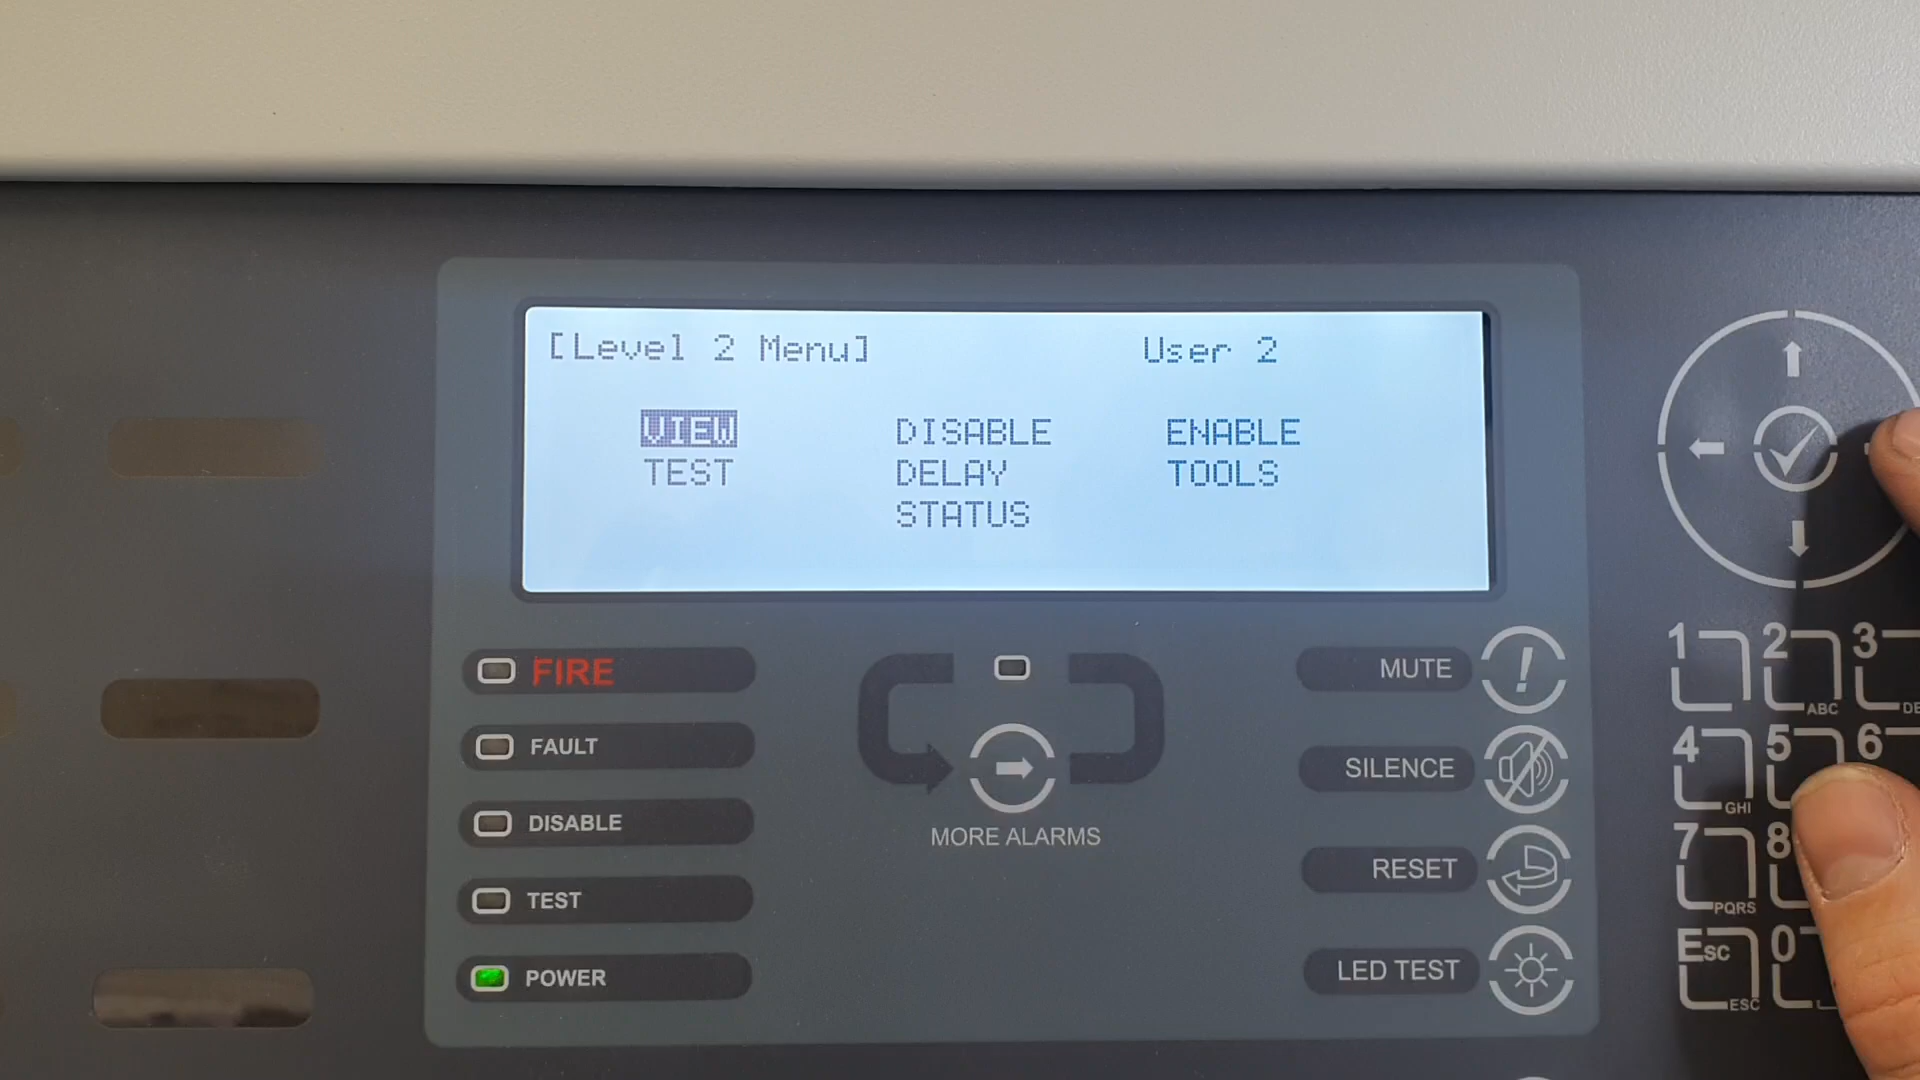 [Level 2 Menu] User 2
VIEW DISABLE ENABLE
TEST DELAY TOOLS
STATUS
FIRE
FAULT
DISABLE
TEST
POWER
MORE ALARMS
MUTE
SILENCE
RESET
LED TEST
1 2 ABC 3
4 GHI 5 6
7 PQRS 8
Esc ESC 0